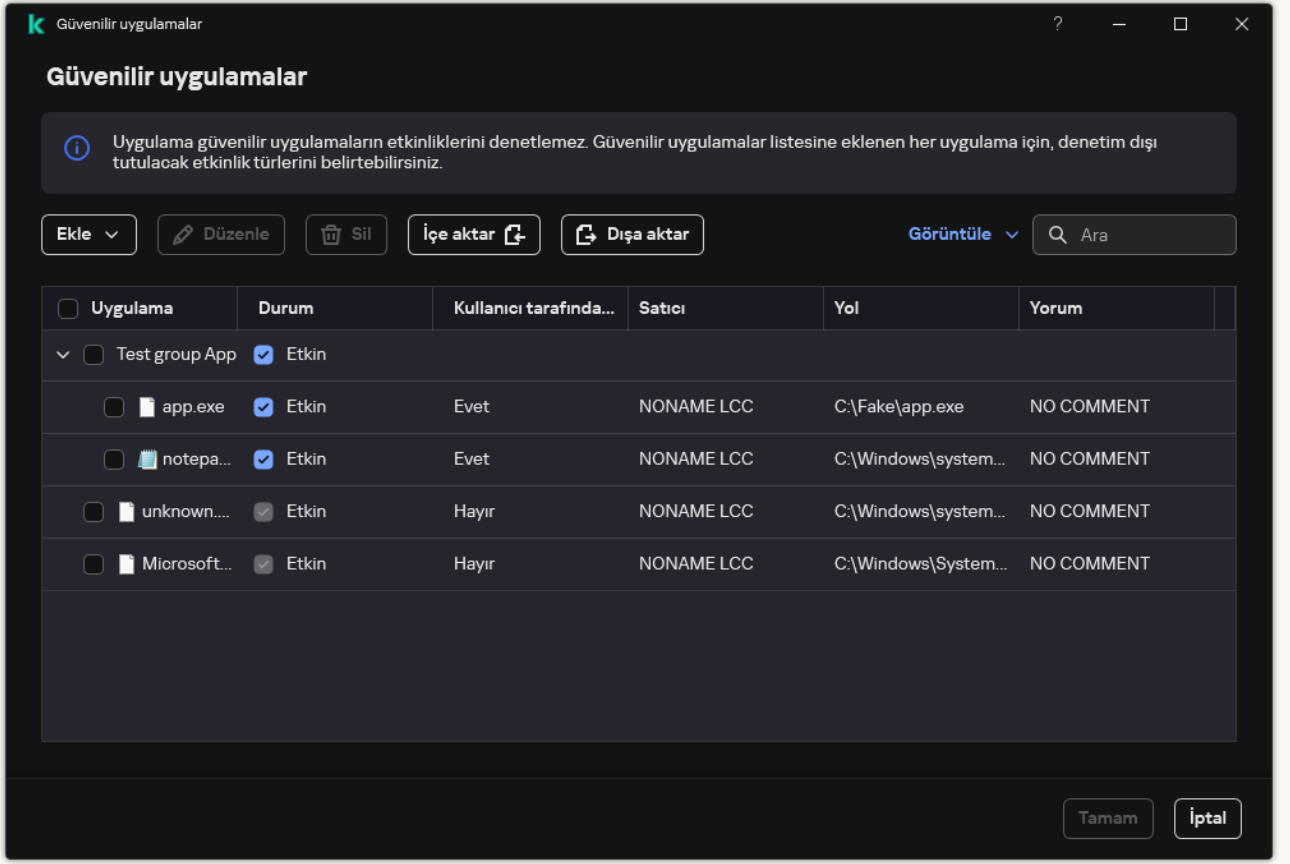 Güvenilir uygulamalar
?
Güvenilir uygulamalar
Uygulama güvenilir uygulamaların etkinliklerini denetlemez. Güvenilir uygulamalar listesine eklenen her uygulama için, denetim dışı
tutulacak etkinlik türlerini belirtebilirsiniz.
Ekle Düzenle Sil İçe aktar Dışa aktar Görüntüle Ara
Uygulama Durum Kullanıcı tarafında... Satıcı Yol Yorum
Test group App Etkin
app.exe Etkin Evet NONAME LCC C:\Fake\app.exe NO COMMENT
notepa... Etkin Evet NONAME LCC C:\Windows\system... NO COMMENT
unknown.... Etkin Hayır NONAME LCC C:\Windows\system... NO COMMENT
Microsoft... Etkin Hayır NONAME LCC C:\Windows\System... NO COMMENT
Tamam İptal